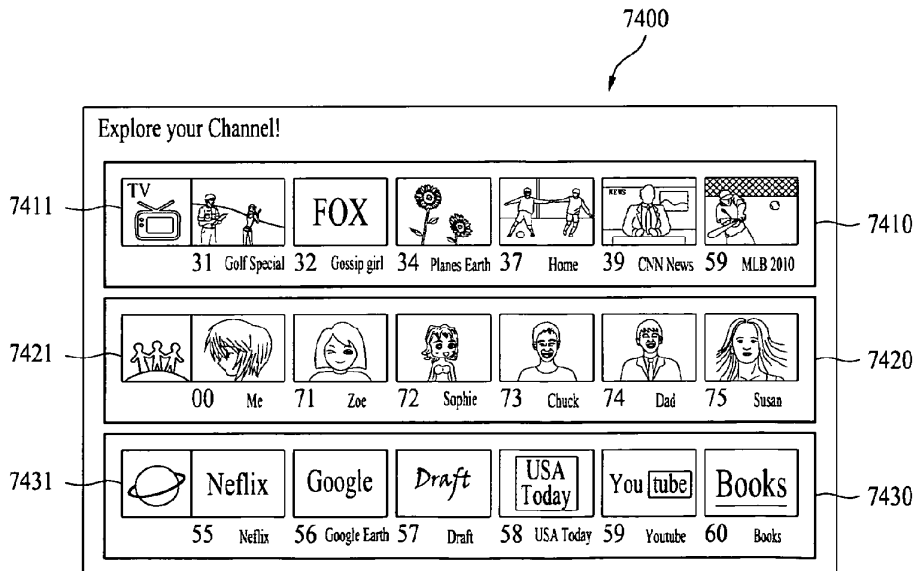 7400
Explore your Channel!
7411
TV
FOX
NEWS
7410
31 Golf Special 32 Gossip girl 34 Planes Earth 37 Home 39 CNN News 59 MLB 2010
7421
7420
00 Me 71 Zoe 72 Sophie 73 Chuck 74 Dad 75 Susan
7431
Neflix Google Draft USA Today You tube Books
7430
55 Neflix 56 Google Earth 57 Draft 58 USA Today 59 Youtube 60 Books